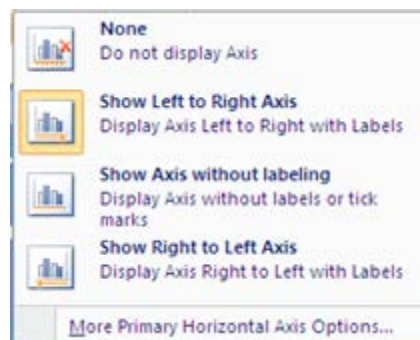 None
Do not display Axis
Show Left to Right Axis
Display Axis Left to Right with Labels
Show Axis without labeling
Display Axis without labels or tick
marks
Show Right to Left Axis
Display Axis Right to Left with Labels
More Primary Horizontal Axis Options...